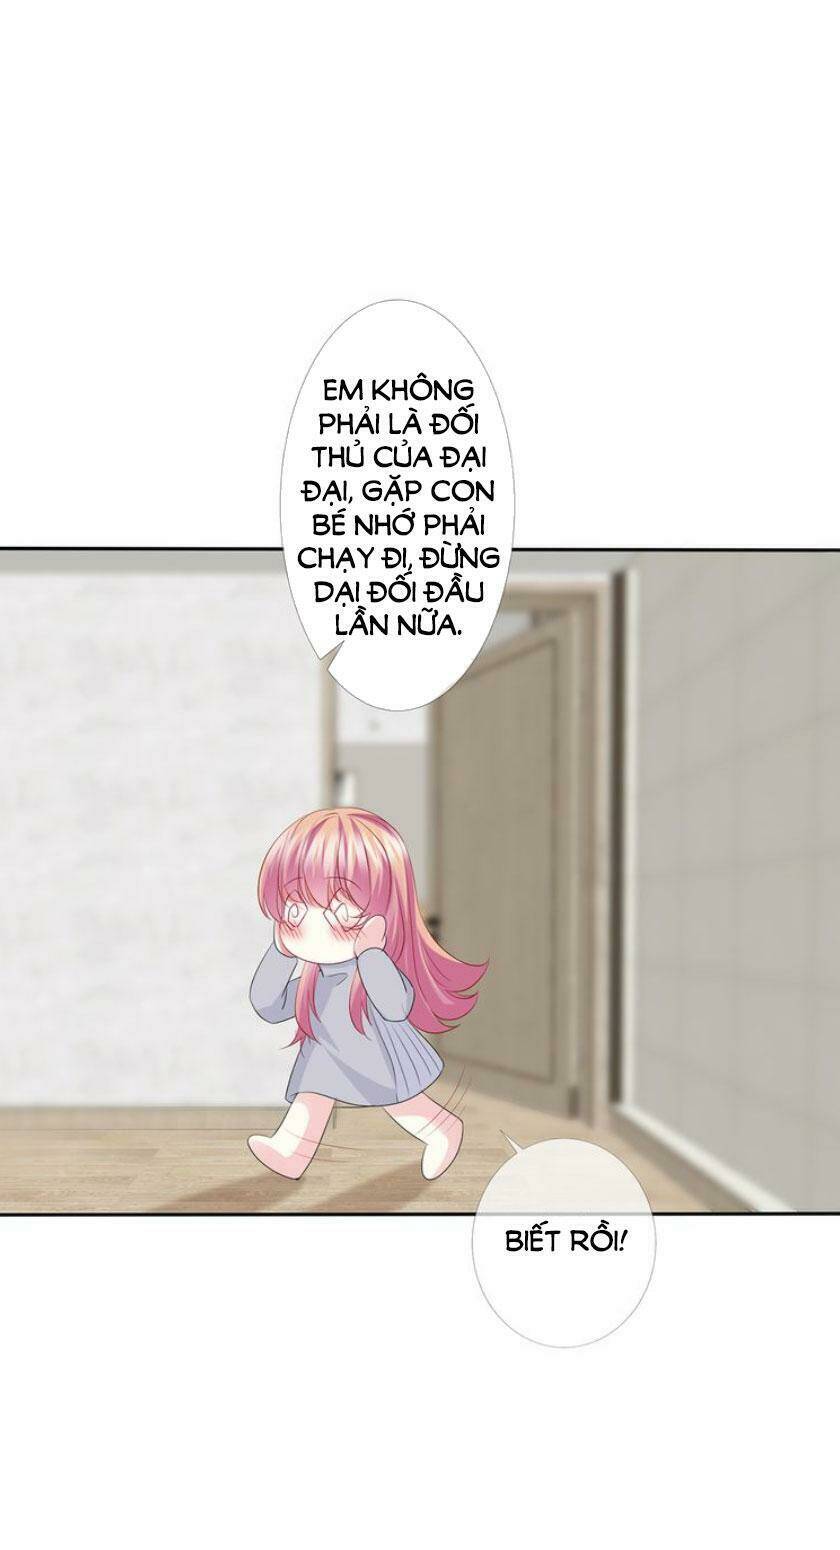 EM KHÔNG
PHẢI LÀ ĐỐI
THỦ CỦA ĐẠI
ĐẠI, GẶP CON
BÉ NHỚ PHẢI
CHẠY ĐI, ĐỪNG
DẠI ĐỐI ĐẦU
LẦN NỮA.
BIẾT RỒI!